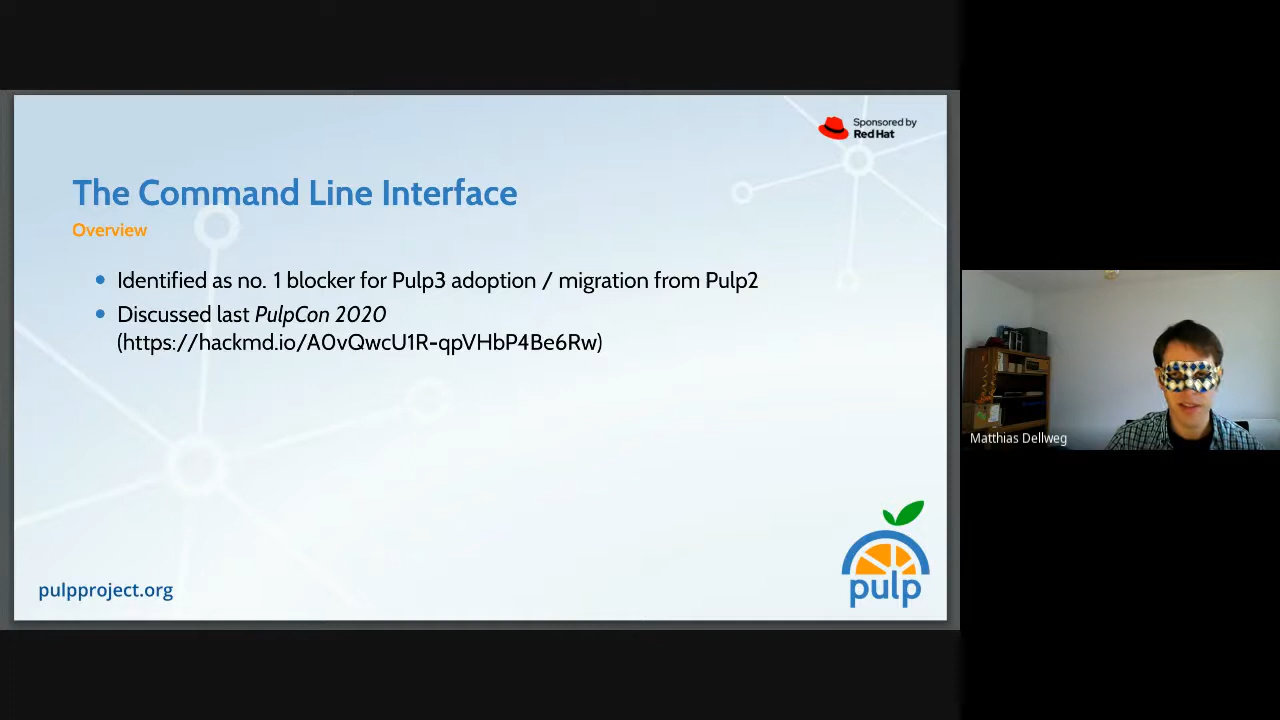 Sponsored by
Red Hat
The Command Line Interface
Overview
Identified as no. 1 blocker for Pulp3 adoption / migration from Pulp2
Discussed last PulpCon 2020
(https://hackmd.io/A0vQwcU1R-qpVHbP4Be6Rw)
Matthias Dellweg
pulp
pulpproject.org